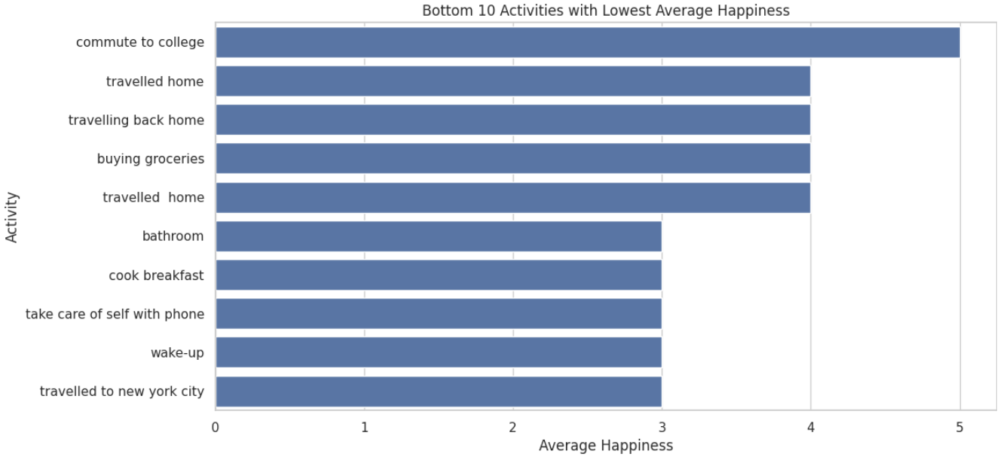 Bottom 10 Activities with Lowest Average Happiness
Activity
commute to college
travelled home
travelling back home
buying groceries
travelled  home
bathroom
cook breakfast
take care of self with phone
wake-up
travelled to new york city
0 1 2 3 4 5
Average Happiness